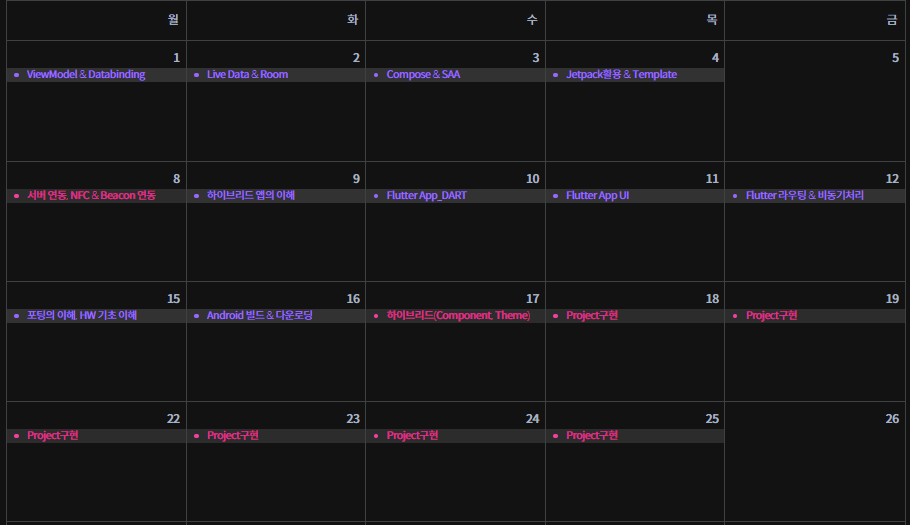 월 화 수 목 금
1 2 3 4 5
ViewModel & Databinding Live Data & Room Compose & SAA Jetpack활용 & Template
8 9 10 11 12
서버 연동, NFC & Beacon 연동 하이브리드 앱의 이해 Flutter App_DART Flutter App UI Flutter 라우팅 & 비동기처리
15 16 17 18 19
포팅의 이해, HW 기초 이해 Android 빌드 & 다운로딩 하이브리드(Component, Theme) Project구현 Project구현
22 23 24 25 26
Project구현 Project구현 Project구현 Project구현